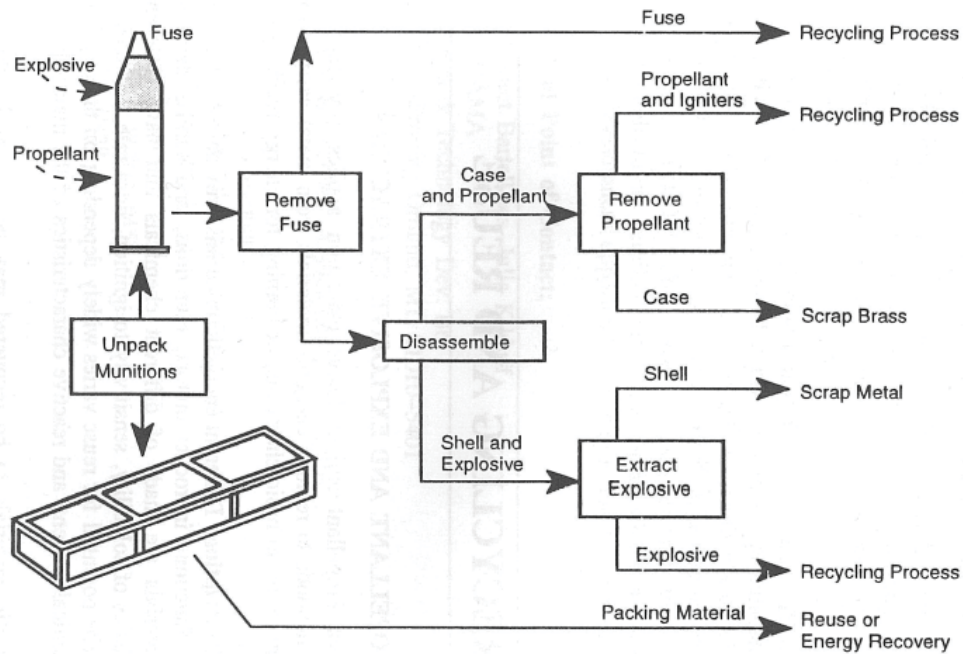 Fuse
Explosive
Propellant
Unpack
Munitions
Remove
Fuse
Fuse
Recycling Process
Case
and Propellant
Remove
Propellant
Propellant
and Igniters
Recycling Process
Case
Scrap Brass
Disassemble
Shell and
Explosive
Extract
Explosive
Shell
Scrap Metal
Explosive
Recycling Process
Packing Material
Reuse or
Energy Recovery